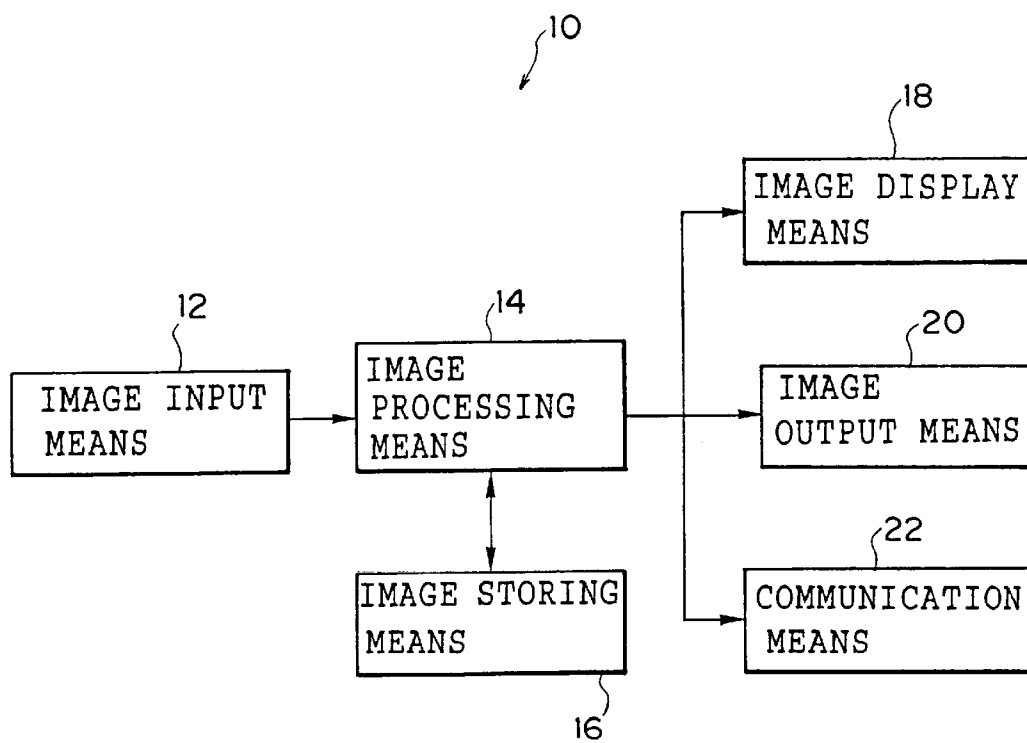 10
18
IMAGE DISPLAY
MEANS
12
IMAGE INPUT
MEANS
14
IMAGE
PROCESSING
MEANS
20
IMAGE
OUTPUT MEANS
IMAGE STORING
MEANS
16
22
COMMUNICATION
MEANS